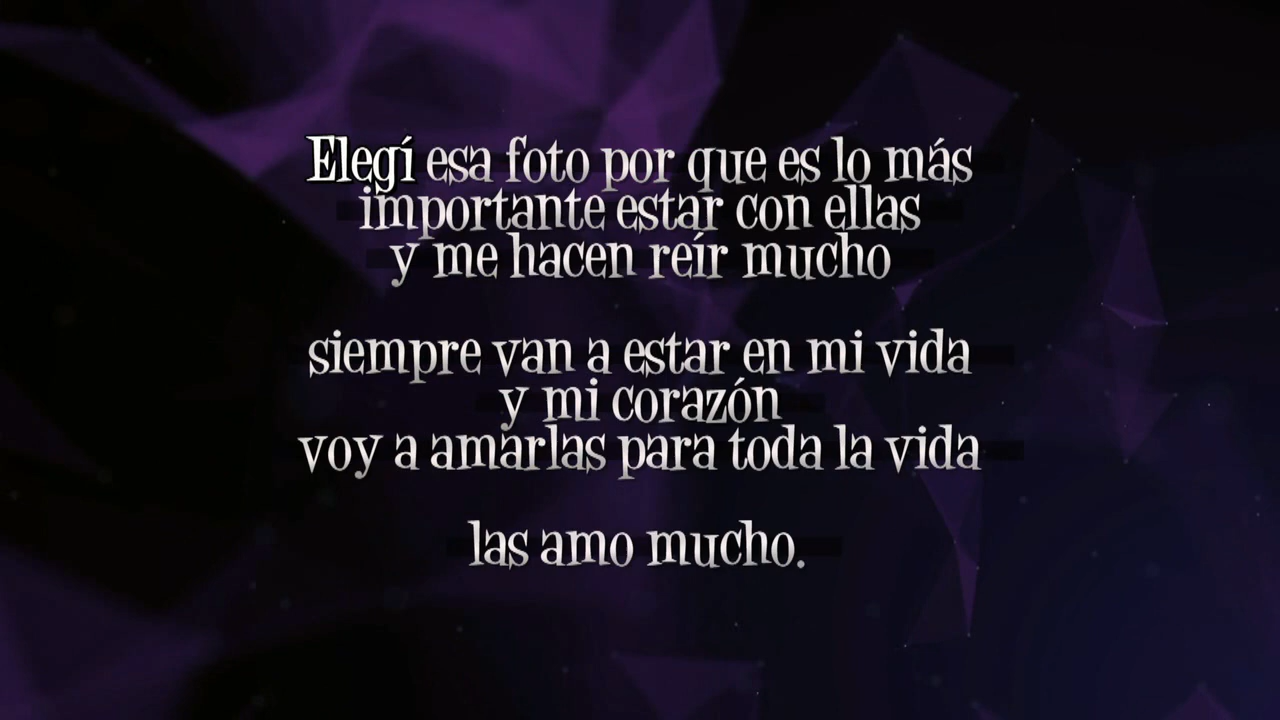 Elegí esa foto por que es lo más
importante estar con ellas
y me hacen reír mucho
siempre van a estar en mi vida
y mi corazón
voy a amarlas para toda la vida
las amo mucho.